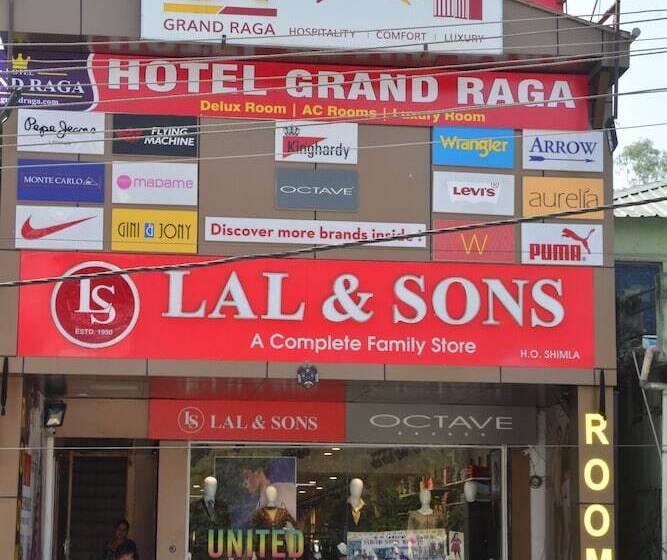 GRAND RAGA HOSPITALITY | COMFORT | LUXURY
HOTEL
GRAND RAGA
HOTEL GRAND RAGA
Delux Room | AC Rooms | Luxury Room
Pepe Jeans
FLYING MACHINE
Kinghardy
Wrangler
ARROW
MONTE CARLO
madame
OCTAVE
LEVI'S
aurelia
GINI & JONY
Discover more brands inside !
W
PUMA
LS
ESTD. 1950
LAL & SONS
A Complete Family Store
H.O. SHIMLA
LS LAL & SONS
OCTAVE
UNITED
ROOM